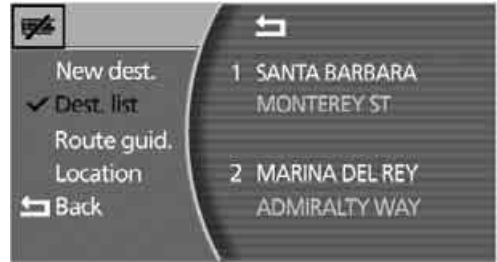 New dest.
Dest. list
Route guid.
Location
Back
1 SANTA BARBARA
MONTEREY ST
2 MARINA DEL REY
ADMIRALTY WAY